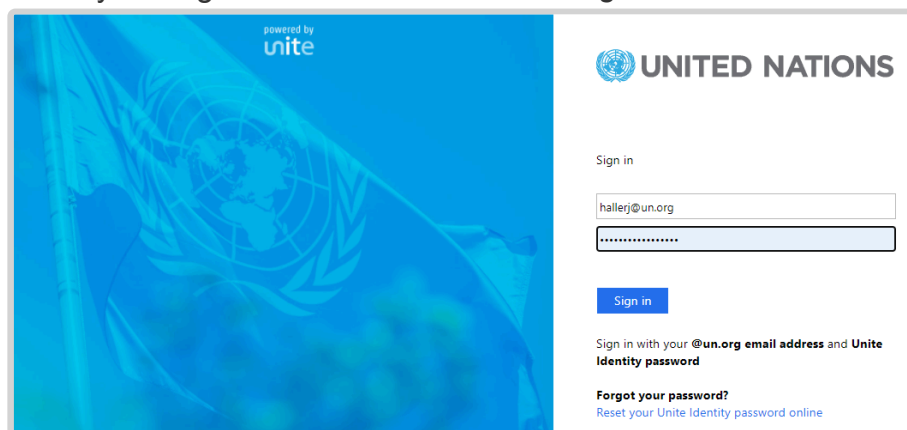 powered by
unite
UNITED NATIONS
Sign in
hallerj@un.org
•••••••••••••••••
Sign in
Sign in with your @un.org email address and Unite
Identity password
Forgot your password?
Reset your Unite Identity password online